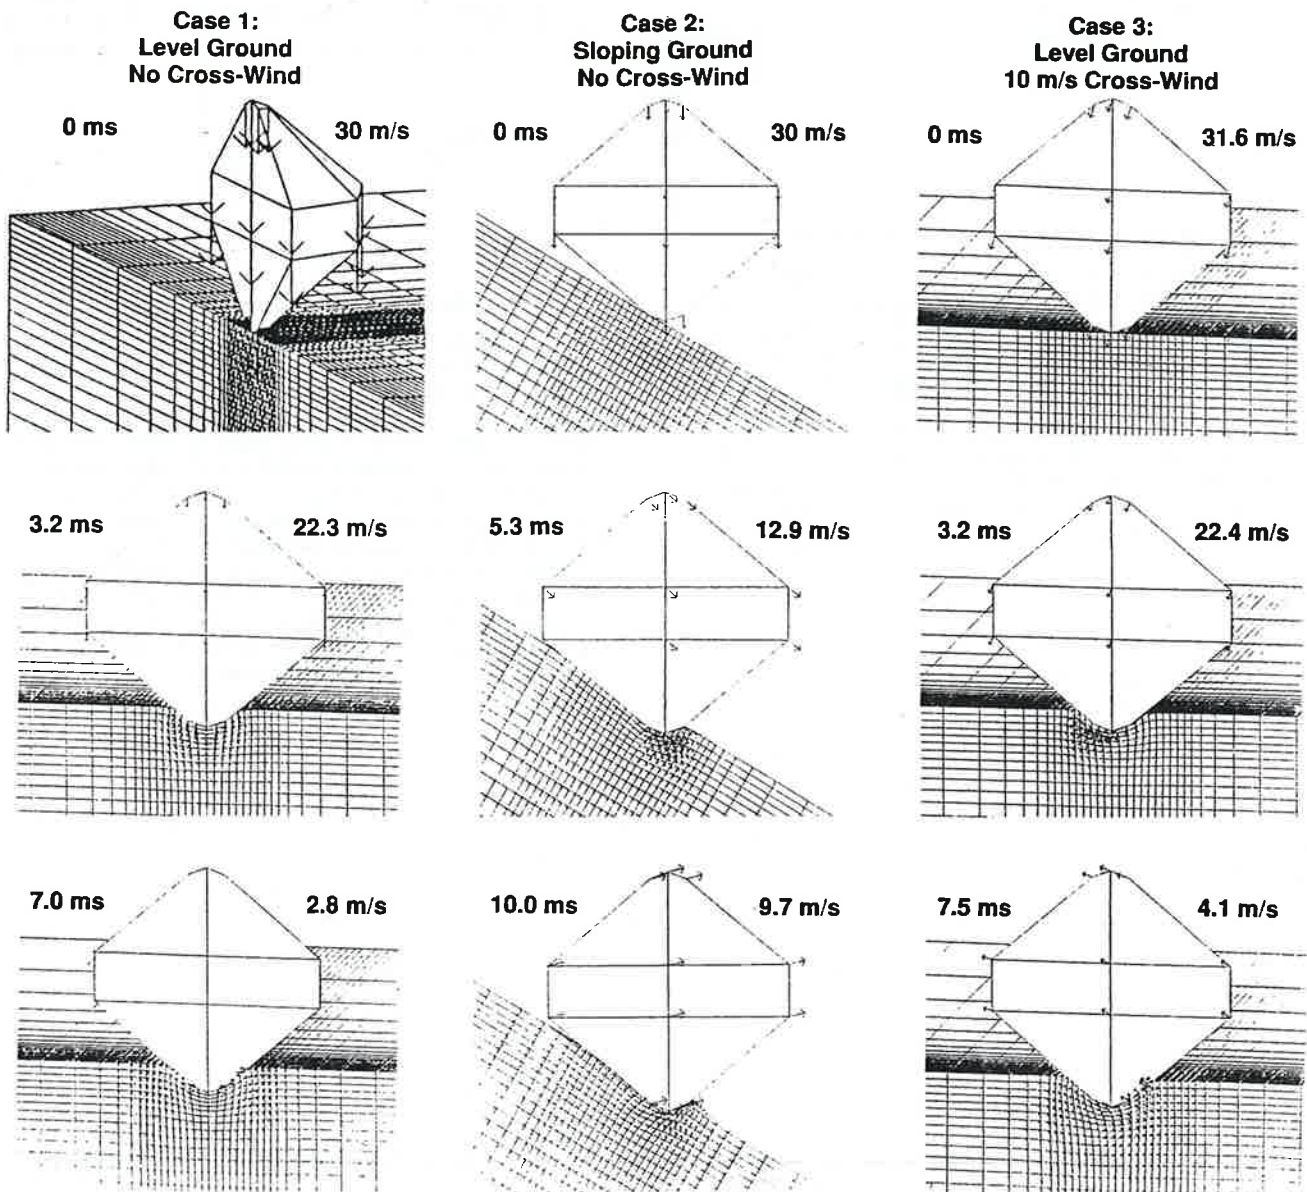 Case 1:
Level Ground
No Cross-Wind
Case 2:
Sloping Ground
No Cross-Wind
Case 3:
Level Ground
10 m/s Cross-Wind
0 ms
30 m/s
0 ms
30 m/s
0 ms
31.6 m/s
3.2 ms
22.3 m/s
5.3 ms
12.9 m/s
3.2 ms
22.4 m/s
7.0 ms
2.8 m/s
10.0 ms
9.7 m/s
7.5 ms
4.1 m/s